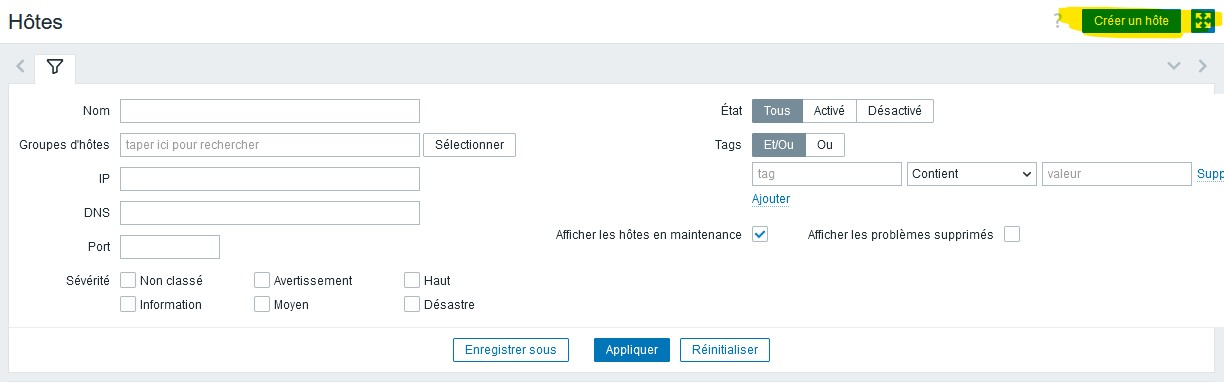 Hôtes
? Créer un hôte
Nom
État Tous Activé Désactivé
Groupes d'hôtes taper ici pour rechercher Sélectionner
Tags Et/Ou Ou
IP
tag Contient valeur Supp
DNS
Ajouter
Port
Afficher les hôtes en maintenance Afficher les problèmes supprimés
Sévérité Non classé Avertissement Haut
Information Moyen Désastre
Enregistrer sous Appliquer Réinitialiser